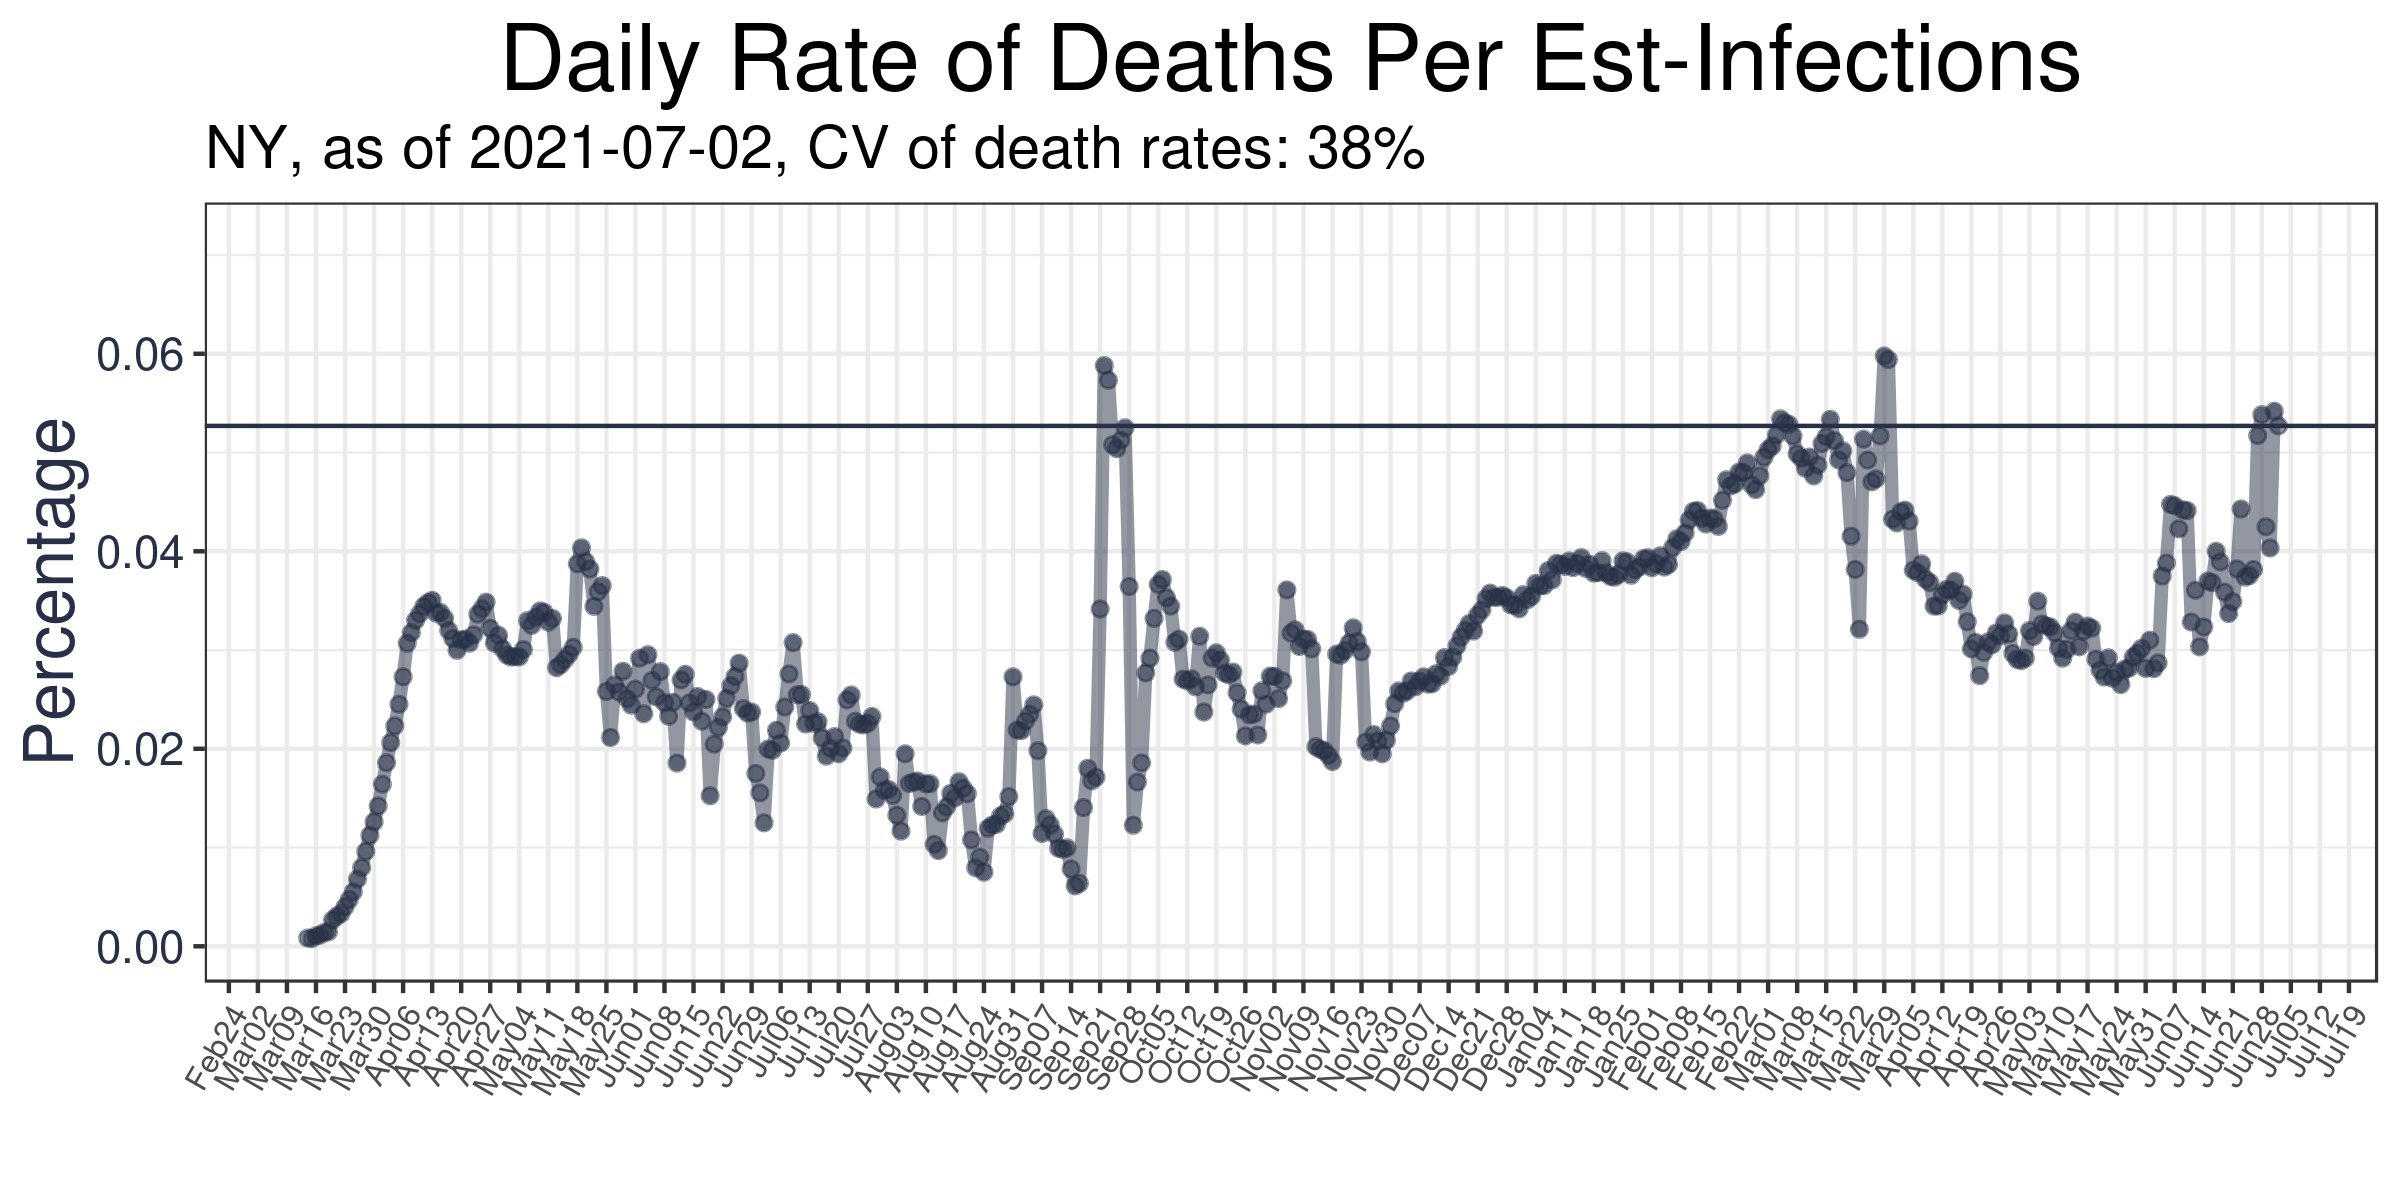 Daily Rate of Deaths Per Est-Infections
NY, as of 2021-07-02, CV of death rates: 38%
Percentage
0.06
0.04
0.02
0.00
Feb24
Mar02
Mar09
Mar16
Mar23
Mar30
Apr06
Apr13
Apr20
Apr27
May04
May11
May18
May25
Jun01
Jun08
Jun15
Jun22
Jun29
Jul06
Jul13
Jul20
Jul27
Aug03
Aug10
Aug17
Aug24
Aug31
Sep07
Sep14
Sep21
Sep28
Oct05
Oct12
Oct19
Oct26
Nov02
Nov09
Nov16
Nov23
Nov30
Dec07
Dec14
Dec21
Dec28
Jan04
Jan11
Jan18
Jan25
Feb01
Feb08
Feb15
Feb22
Mar01
Mar08
Mar15
Mar22
Mar29
Apr05
Apr12
Apr19
Apr26
May03
May10
May17
May24
May31
Jun07
Jun14
Jun21
Jun28
Jul05
Jul12
Jul19